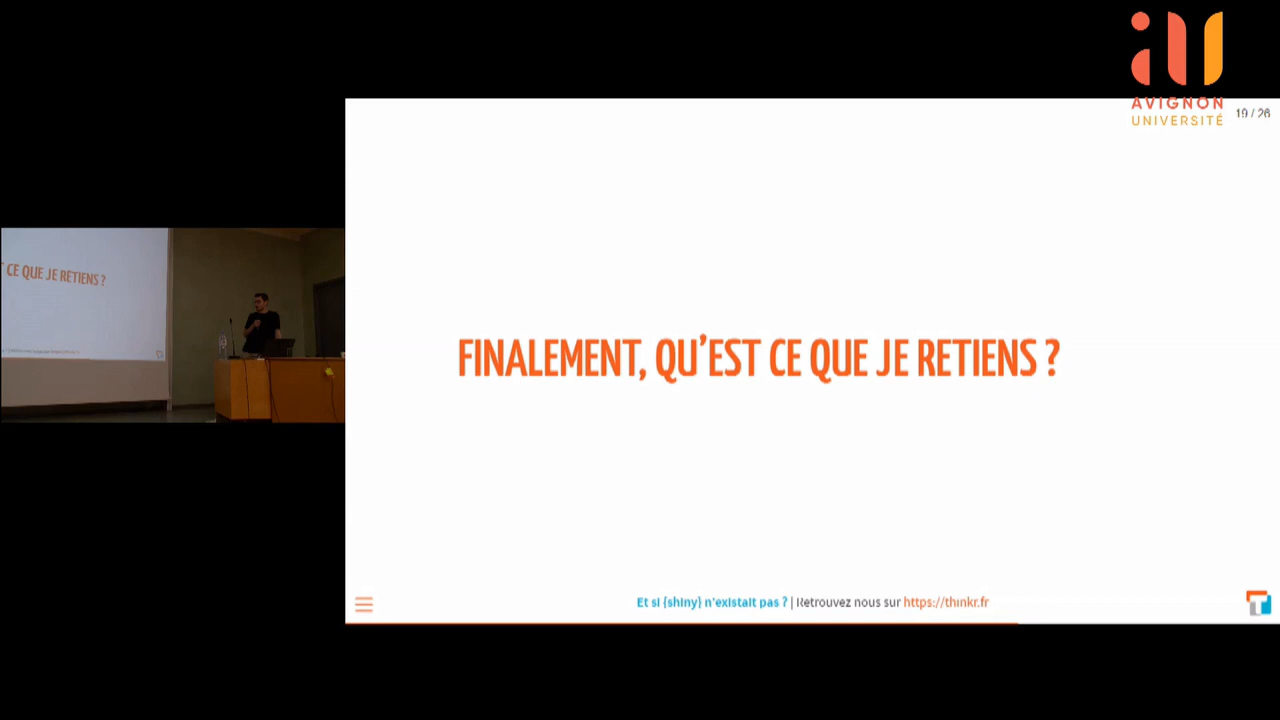 AVIGNON
UNIVERSITÉ
19 / 26
CE QUE JE RETIENS ?
FINALEMENT, QU'EST CE QUE JE RETIENS ?
Et si {shiny} n'existait pas ? | Retrouvez nous sur https://thinkr.fr